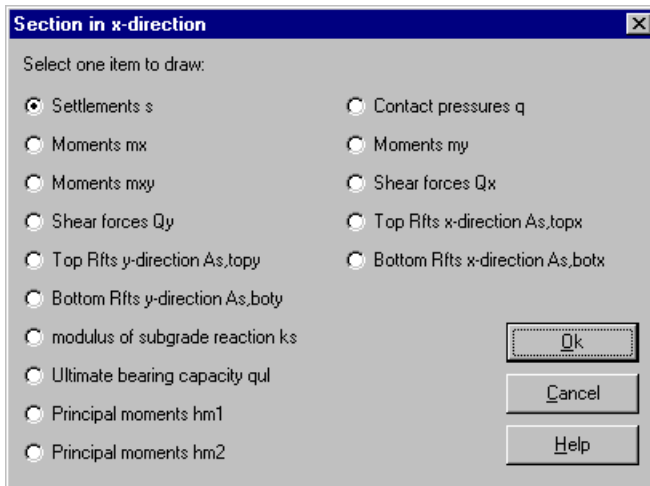 Section in x-direction
Select one item to draw:
Settlements s
Contact pressures q
Moments mx
Moments my
Moments mxy
Shear forces Qx
Shear forces Qy
Top Rfts x-direction As,topx
Top Rfts y-direction As,topy
Bottom Rfts x-direction As,botx
Bottom Rfts y-direction As,boty
modulus of subgrade reaction ks
Ultimate bearing capacity qul
Principal moments hm1
Principal moments hm2
Ok
Cancel
Help